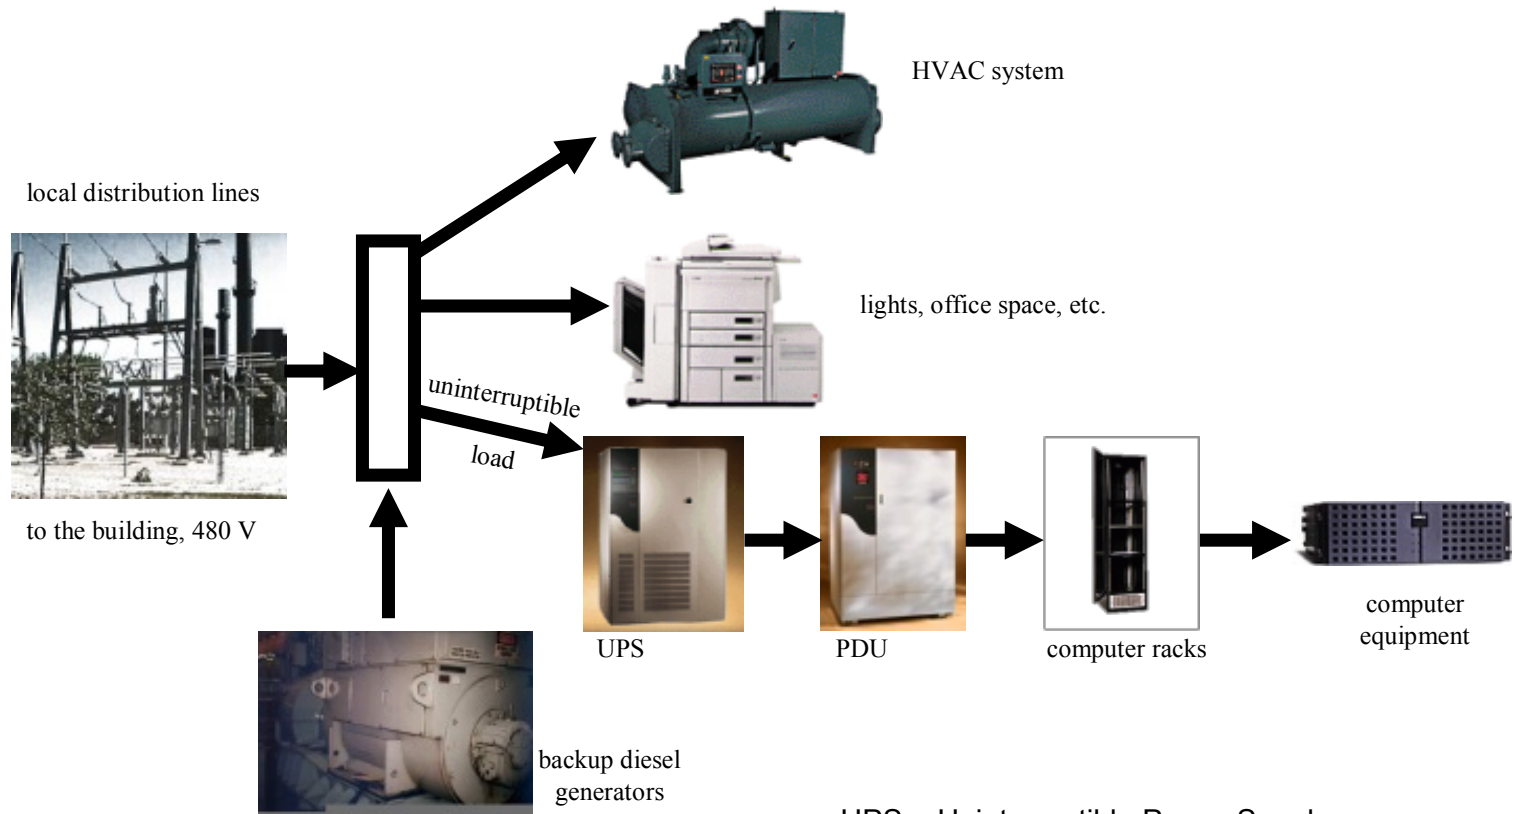 HVAC system
local distribution lines
lights, office space, etc.
uninterruptible
load
to the building, 480 V
UPS
PDU
computer racks
computer
equipment
backup diesel
generators